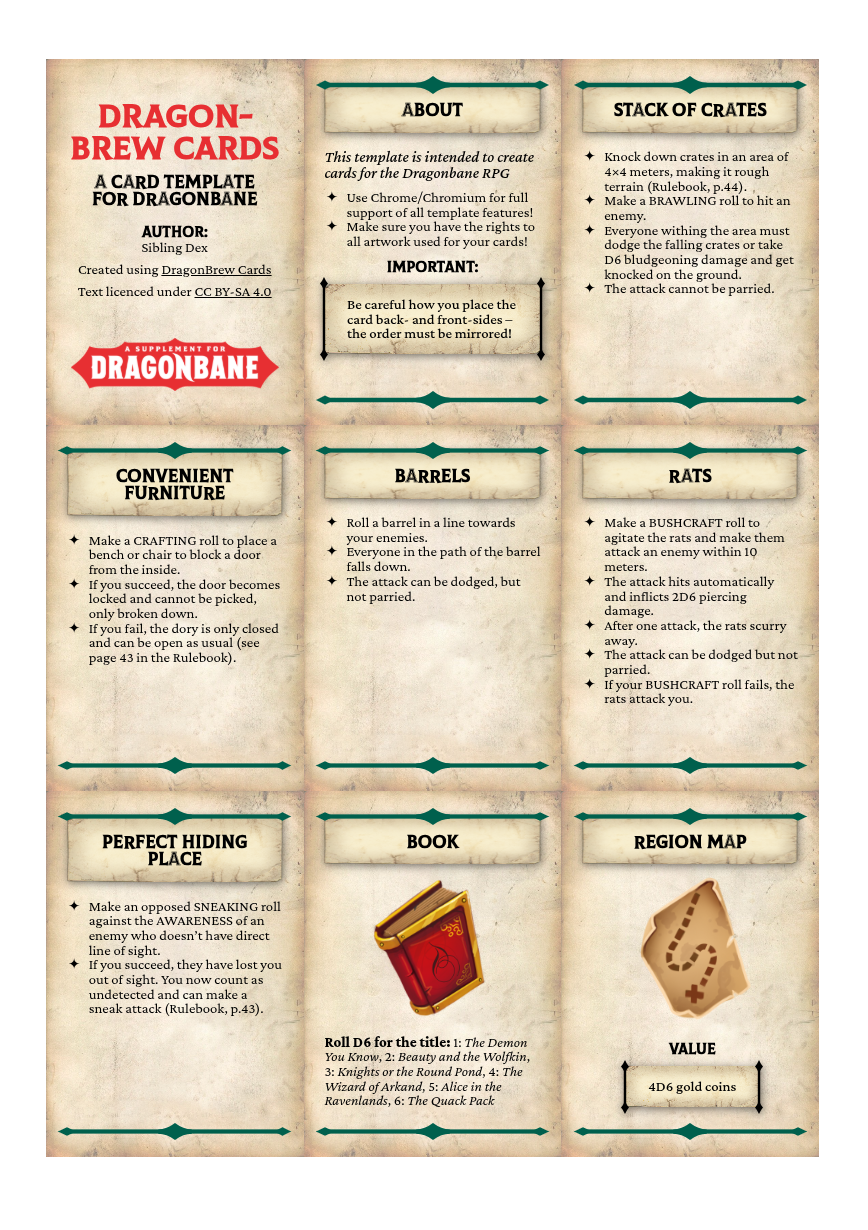 DRAGON-
BREW CARDS
A CARD TEMPLATE
FOR DRAGONBANE
AUTHOR:
Sibling Dex
Created using DragonBrew Cards
Text licenced under CC BY-SA 4.0
A SUPPLEMENT FOR
DRAGONBANE
ABOUT
This template is intended to create
cards for the Dragonbane RPG
✦ Use Chrome/Chromium for full
support of all template features!
✦ Make sure you have the rights to
all artwork used for your cards!
IMPORTANT:
Be careful how you place the
card back- and front-sides –
the order must be mirrored!
STACK OF CRATES
✦ Knock down crates in an area of
4×4 meters, making it rough
terrain (Rulebook, p.44).
✦ Make a BRAWLING roll to hit an
enemy.
✦ Everyone withing the area must
dodge the falling crates or take
D6 bludgeoning damage and get
knocked on the ground.
✦ The attack cannot be parried.
CONVENIENT
FURNITURE
✦ Make a CRAFTING roll to place a
bench or chair to block a door
from the inside.
✦ If you succeed, the door becomes
locked and cannot be picked,
only broken down.
✦ If you fail, the dory is only closed
and can be open as usual (see
page 43 in the Rulebook).
BARRELS
✦ Roll a barrel in a line towards
your enemies.
✦ Everyone in the path of the barrel
falls down.
✦ The attack can be dodged, but
not parried.
RATS
✦ Make a BUSHCRAFT roll to
agitate the rats and make them
attack an enemy within 10
meters.
✦ The attack hits automatically
and inflicts 2D6 piercing
damage.
✦ After one attack, the rats scurry
away.
✦ The attack can be dodged but not
parried.
✦ If your BUSHCRAFT roll fails, the
rats attack you.
PERFECT HIDING
PLACE
✦ Make an opposed SNEAKING roll
against the AWARENESS of an
enemy who doesn't have direct
line of sight.
✦ If you succeed, they have lost you
out of sight. You now count as
undetected and can make a
sneak attack (Rulebook, p.43).
BOOK
Roll D6 for the title: 1: The Demon
You Know, 2: Beauty and the Wolfkin,
3: Knights or the Round Pond, 4: The
Wizard of Arkand, 5: Alice in the
Ravenlands, 6: The Quack Pack
REGION MAP
VALUE
4D6 gold coins